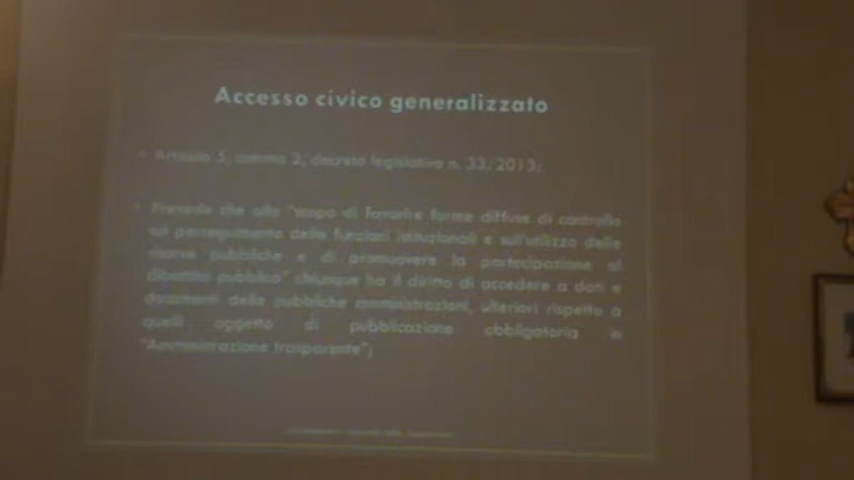 Accesso civico generalizzato
• Articolo 5, comma 2, decreto legislativo n. 33/2013;
• Prevede che allo "scopo di favorire forme diffuse di controllo
sul perseguimento delle funzioni istituzionali e sull'utilizzo delle
risorse pubbliche e di promuovere la partecipazione al
dibattito pubblico" chiunque ha il diritto di accedere a dati e
documenti delle pubbliche amministrazioni, ulteriori rispetto a
quelli oggetto di pubblicazione obbligatoria in
"Amministrazione trasparente";